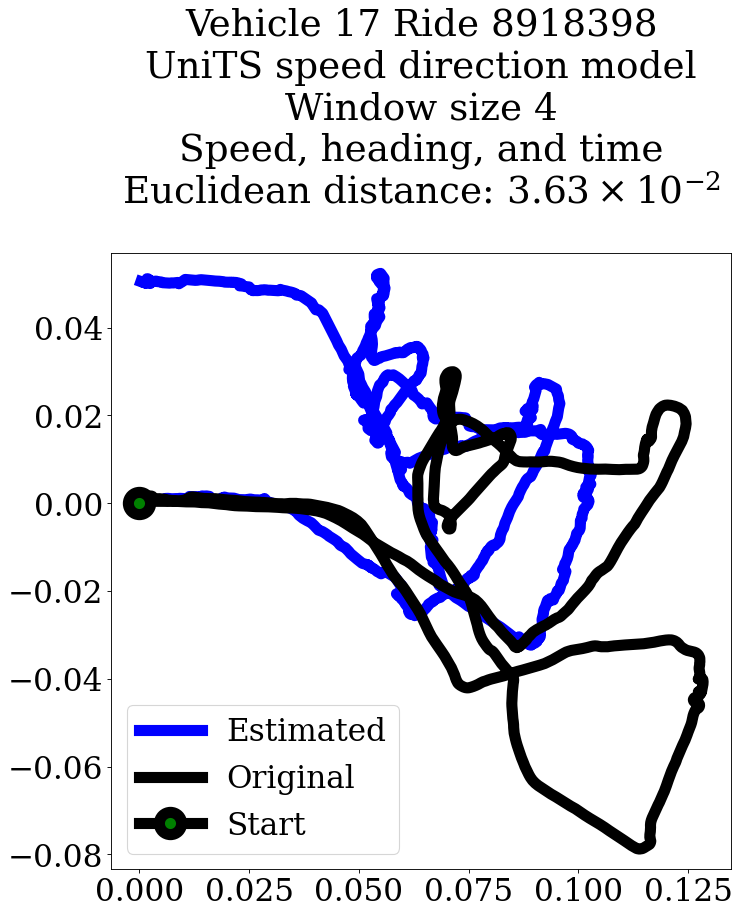 Vehicle 17 Ride 8918398
UniTS speed direction model
Window size 4
Speed, heading, and time
Euclidean distance: 3.63 × 10⁻²
0.04
0.02
0.00
−0.02
−0.04
−0.06
−0.08
Estimated
Original
Start
0.000 0.025 0.050 0.075 0.100 0.125